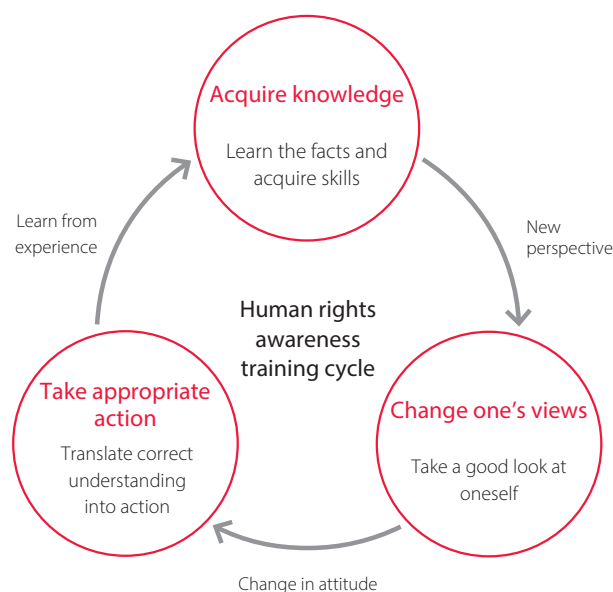 Acquire knowledge
Learn the facts and
acquire skills
Learn from
experience
New
perspective
Human rights
awareness
training cycle
Take appropriate
action
Translate correct
understanding
into action
Change one's views
Take a good look at
oneself
Change in attitude